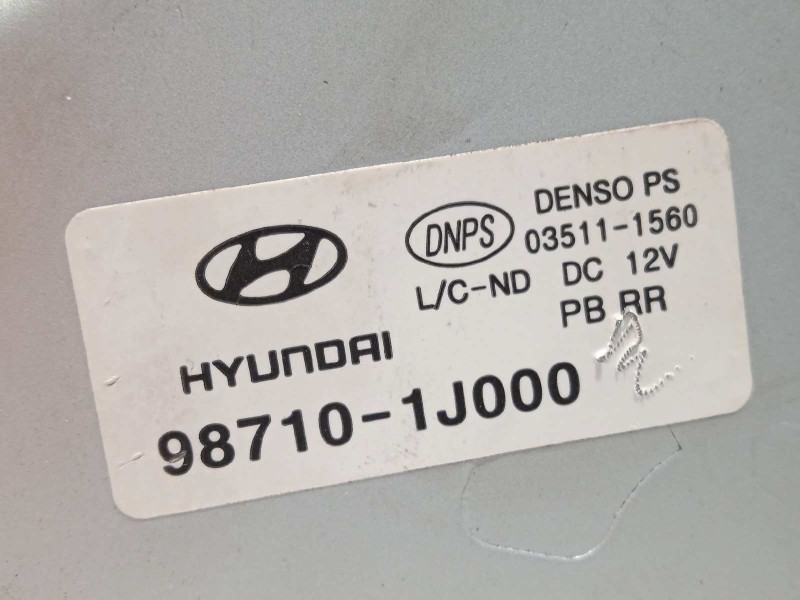 DNPS
DENSO PS
03511-1560
L/C-ND
DC 12V
PB RR
HYUNDAI
98710-1J000